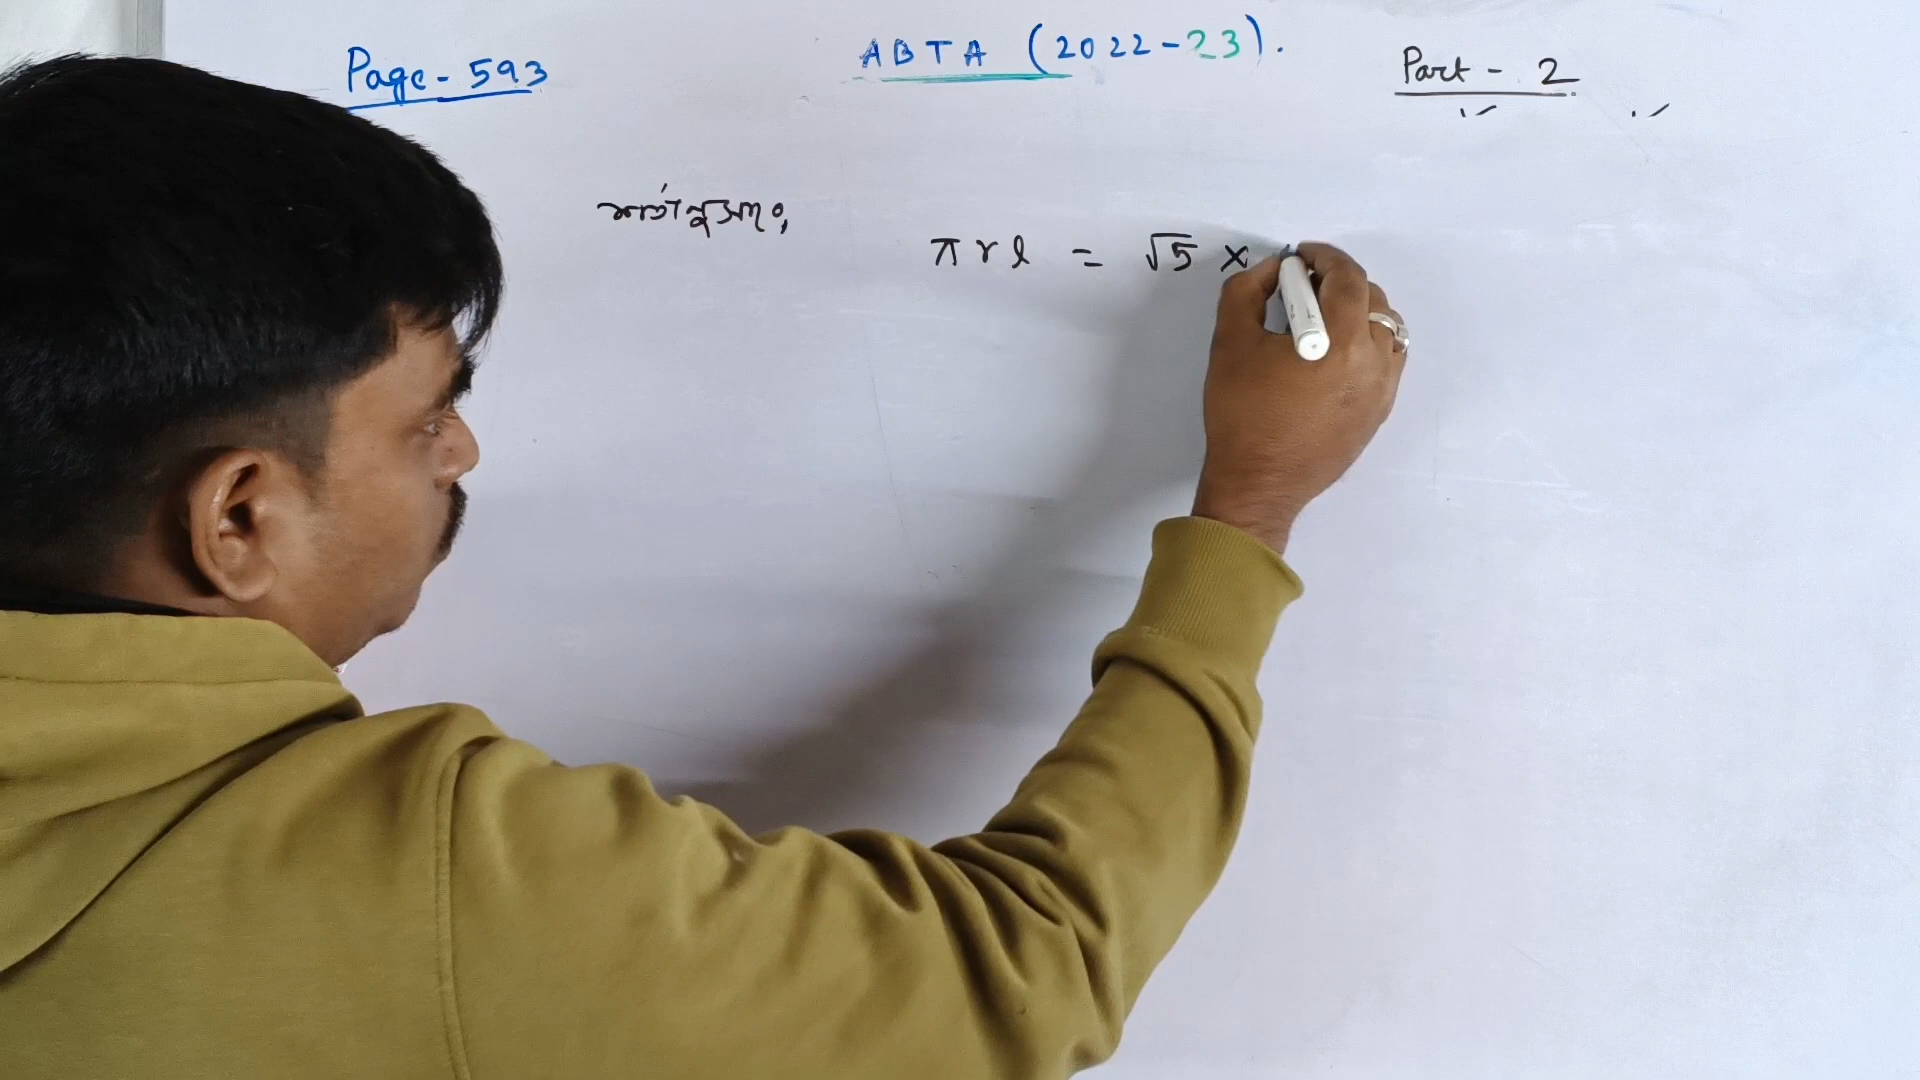 Page - 593
ABTA (2022-23).
Part - 2
শর্তানুসারে,
πrl = √5 ×